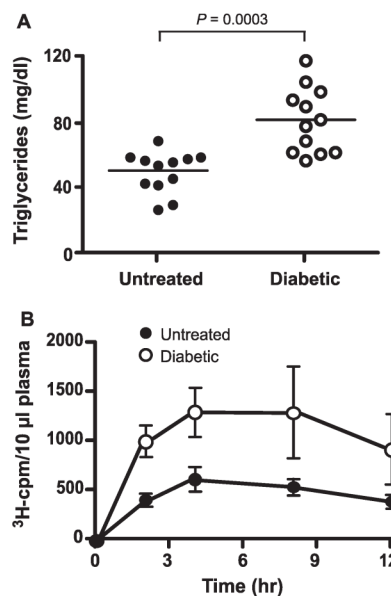 A
P = 0.0003
Triglycerides (mg/dl)
120
80
40
0
Untreated
Diabetic
B
Untreated
Diabetic
³H-cpm/10 µl plasma
2000
1500
1000
500
0
0 3 6 9 12
Time (hr)